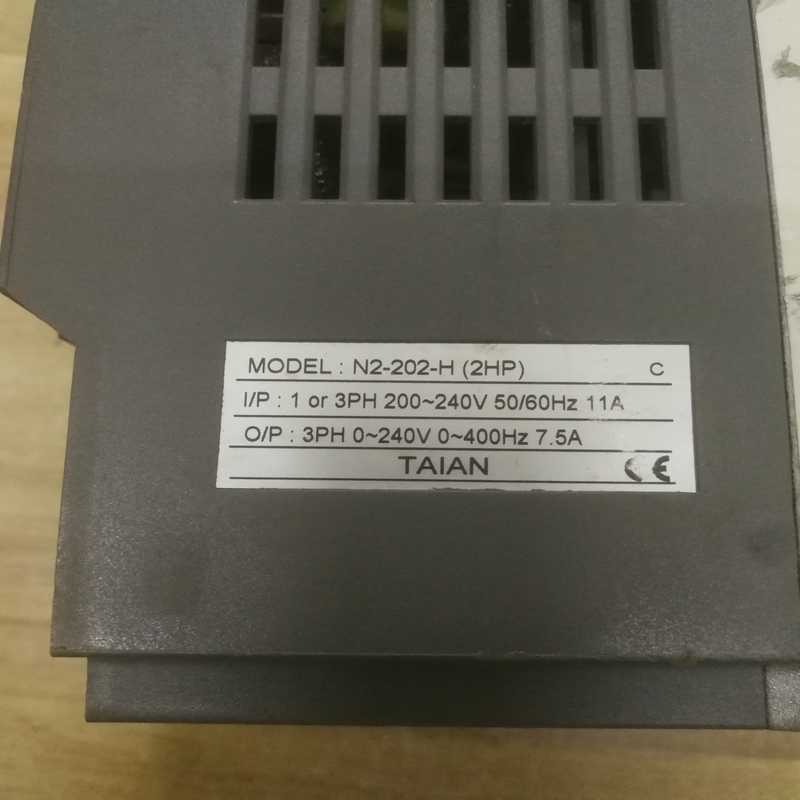 MODEL : N2-202-H (2HP) C
I/P : 1 or 3PH 200~240V 50/60Hz 11A
O/P : 3PH 0~240V 0~400Hz 7.5A
TAIAN CE